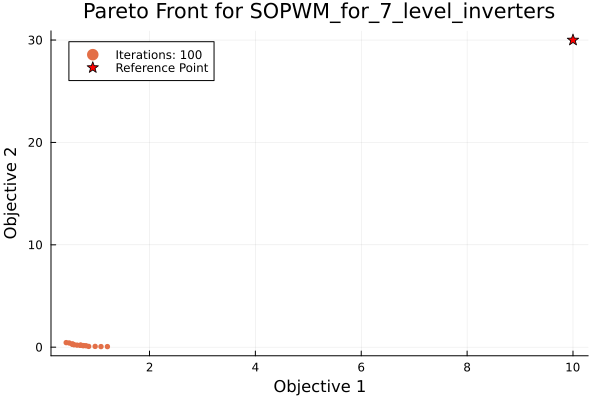 Pareto Front for SOPWM_for_7_level_inverters
Iterations: 100
Reference Point
Objective 2
30
20
10
0
2
4
6
8
10
Objective 1